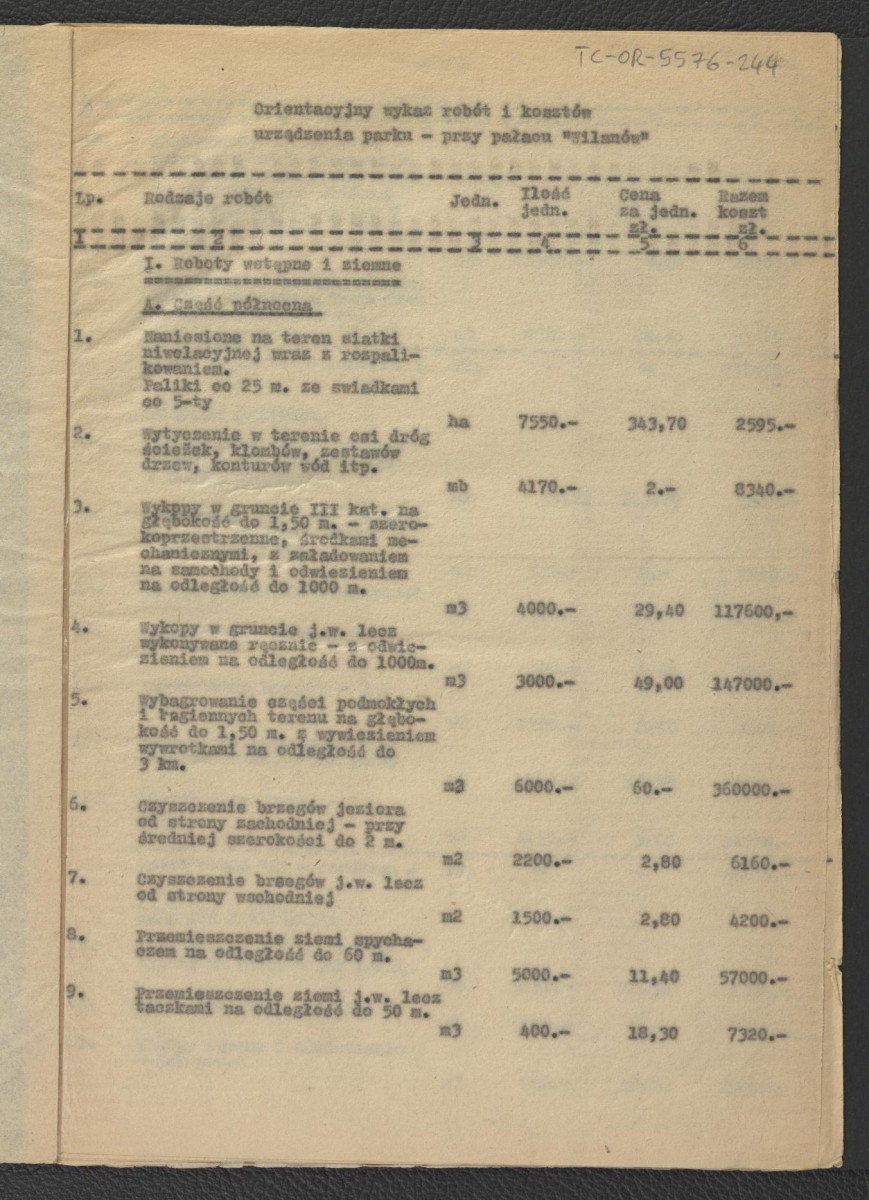 TC-OR-5576-244
Orientacyjny wykaz robót i kosztów
urządzenia parku - przy pałacu "Wilanów"
Lp. Rodzaje robót Jedn. Ilość jedn. Cena za jedn. zł. Razem koszt zł.
1 2 3 4 5 6
I. Roboty wstępne i ziemne
A. Część północna
1. Naniesione na teren siatki
niwelacyjnej wraz z rozpali-
kowaniem.
Paliki co 25 m. ze swiadkami
co 5-ty
ha 7550.- 343,70 2595.-
2. Wytyczenie w terenie osi dróg
ścieżek, klombów, zestawów
drzew, konturów wód itp.
mb 4170.- 2.- 8340.-
3. Wykopy w gruncie III kat. na
głębokość do 1,50 m. - szero-
koprzestrzenne, środkami me-
chanicznymi, z załadowaniem
na samochody i odwiezieniem
na odległość do 1000 m.
m3 4000.- 29,40 117600,-
4. Wykopy w gruncie j.w. lecz
wykonywane ręcznie - z odwie-
zieniem na odległość do 1000m.
m3 3000.- 49,00 147000.-
5. Wybagrowanie części podmokłych
i bagiennych terenu na głębo-
kość do 1,50 m. z wywiezieniem
wywrotkami na odległość do
3 km.
m3 6000.- 60.- 360000.-
6. Czyszczenie brzegów jeziora
od strony zachodniej - przy
średniej szerokości do 2 m.
m2 2200.- 2,80 6160.-
7. Czyszczenie brzegów j.w. lecz
od strony wschodniej
m2 1500.- 2,80 4200.-
8. Przemieszczenie ziemi spycha-
czem na odległość do 60 m.
m3 5000.- 11,40 57000.-
9. Przemieszczenie ziemi j.w. lecz
taczkami na odległość do 50 m.
m3 400.- 18,30 7320.-